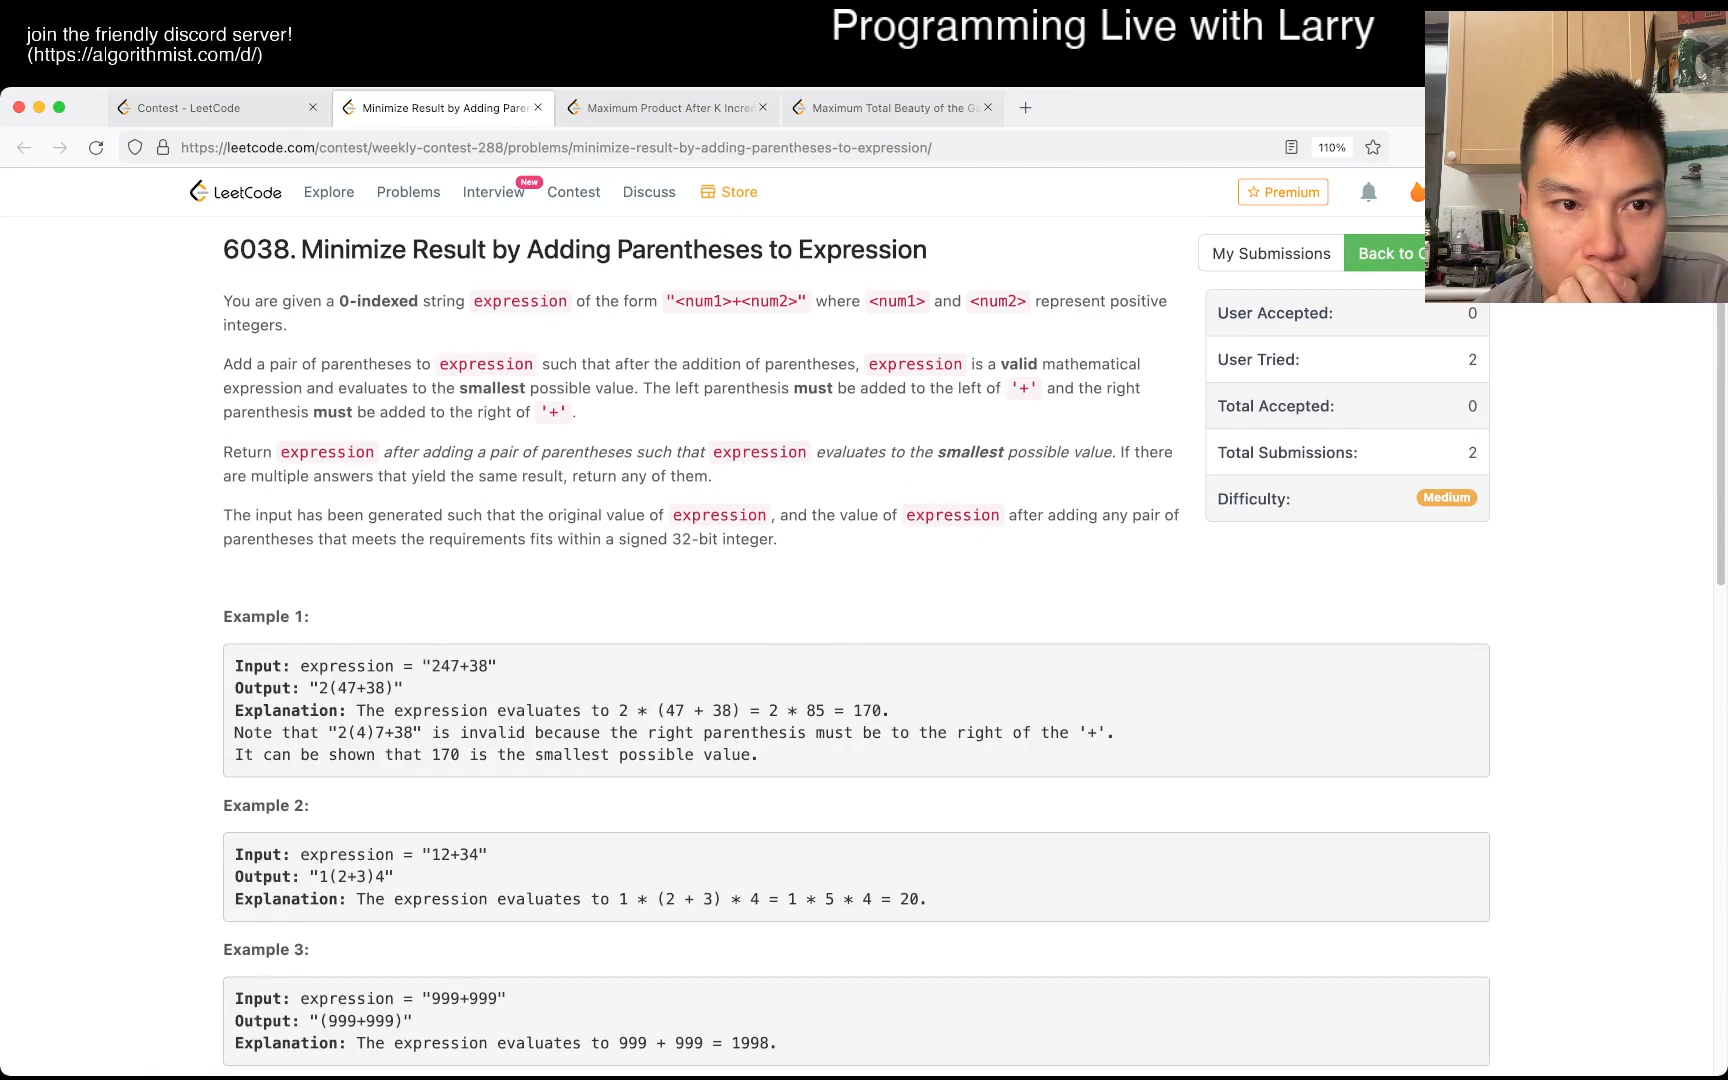 join the friendly discord server!
(https://algorithmist.com/d/)
Programming Live with Larry
Contest - LeetCode
Minimize Result by Adding Paren
Maximum Product After K Incren
Maximum Total Beauty of the Ga
https://leetcode.com/contest/weekly-contest-288/problems/minimize-result-by-adding-parentheses-to-expression/
110%
LeetCode
Explore
Problems
Interview
New
Contest
Discuss
Store
Premium
6038. Minimize Result by Adding Parentheses to Expression
My Submissions
Back to C
You are given a 0-indexed string expression of the form "<num1>+<num2>" where <num1> and <num2> represent positive
integers.
Add a pair of parentheses to expression such that after the addition of parentheses, expression is a valid mathematical
expression and evaluates to the smallest possible value. The left parenthesis must be added to the left of '+' and the right
parenthesis must be added to the right of '+'.
Return expression after adding a pair of parentheses such that expression evaluates to the smallest possible value. If there
are multiple answers that yield the same result, return any of them.
The input has been generated such that the original value of expression, and the value of expression after adding any pair of
parentheses that meets the requirements fits within a signed 32-bit integer.
User Accepted: 0
User Tried: 2
Total Accepted: 0
Total Submissions: 2
Difficulty: Medium
Example 1:
Input: expression = "247+38"
Output: "2(47+38)"
Explanation: The expression evaluates to 2 * (47 + 38) = 2 * 85 = 170.
Note that "2(4)7+38" is invalid because the right parenthesis must be to the right of the '+'.
It can be shown that 170 is the smallest possible value.
Example 2:
Input: expression = "12+34"
Output: "1(2+3)4"
Explanation: The expression evaluates to 1 * (2 + 3) * 4 = 1 * 5 * 4 = 20.
Example 3:
Input: expression = "999+999"
Output: "(999+999)"
Explanation: The expression evaluates to 999 + 999 = 1998.